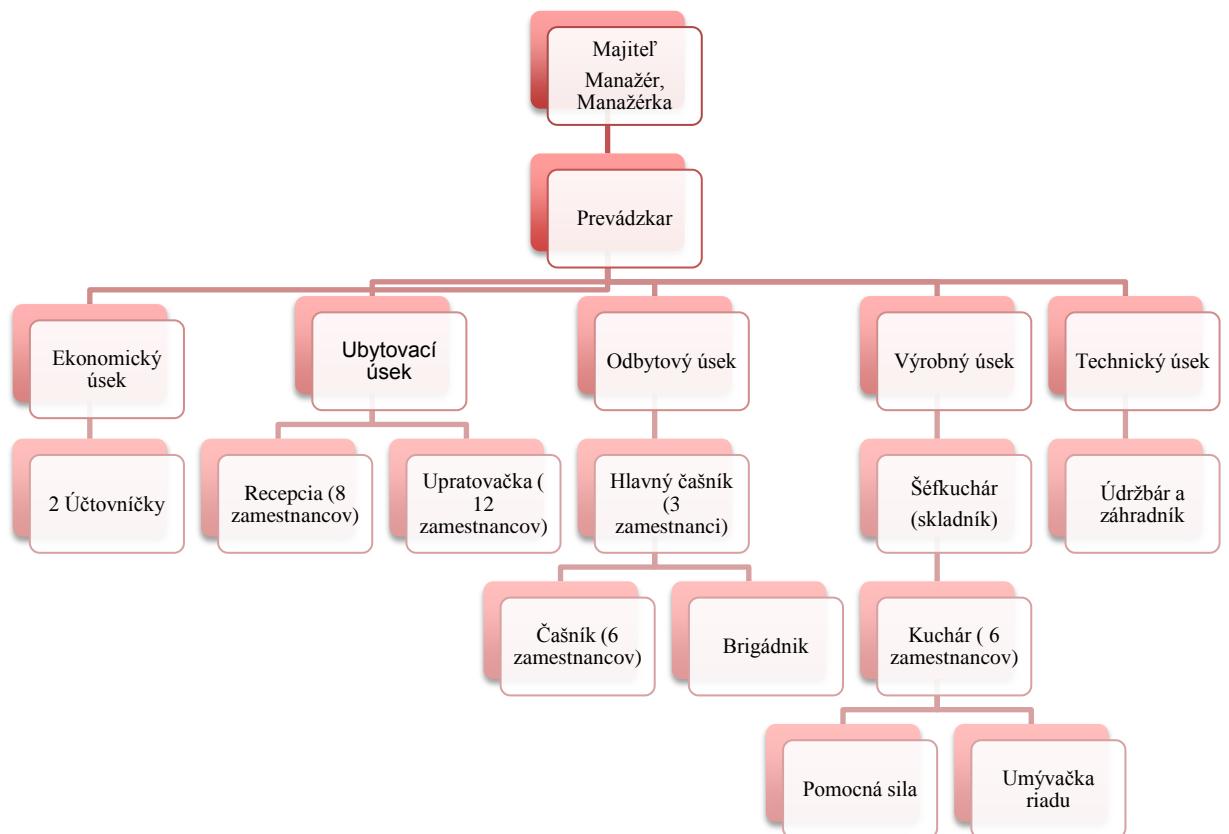 Majiteľ
Manažér,
Manažérka
Prevádzkar
Ekonomický
úsek
Ubytovací
úsek
Odbytový úsek
Výrobný úsek
Technický úsek
2 Účtovníčky
Recepcia (8
zamestnancov)
Upratovačka (
12
zamestnancov)
Hlavný čašník
(3
zamestnanci)
Šéfkuchár
(skladník)
Údržbár a
záhradník
Čašník (6
zamestnancov)
Brigádnik
Kuchár ( 6
zamestnancov)
Pomocná sila
Umývačka
riadu